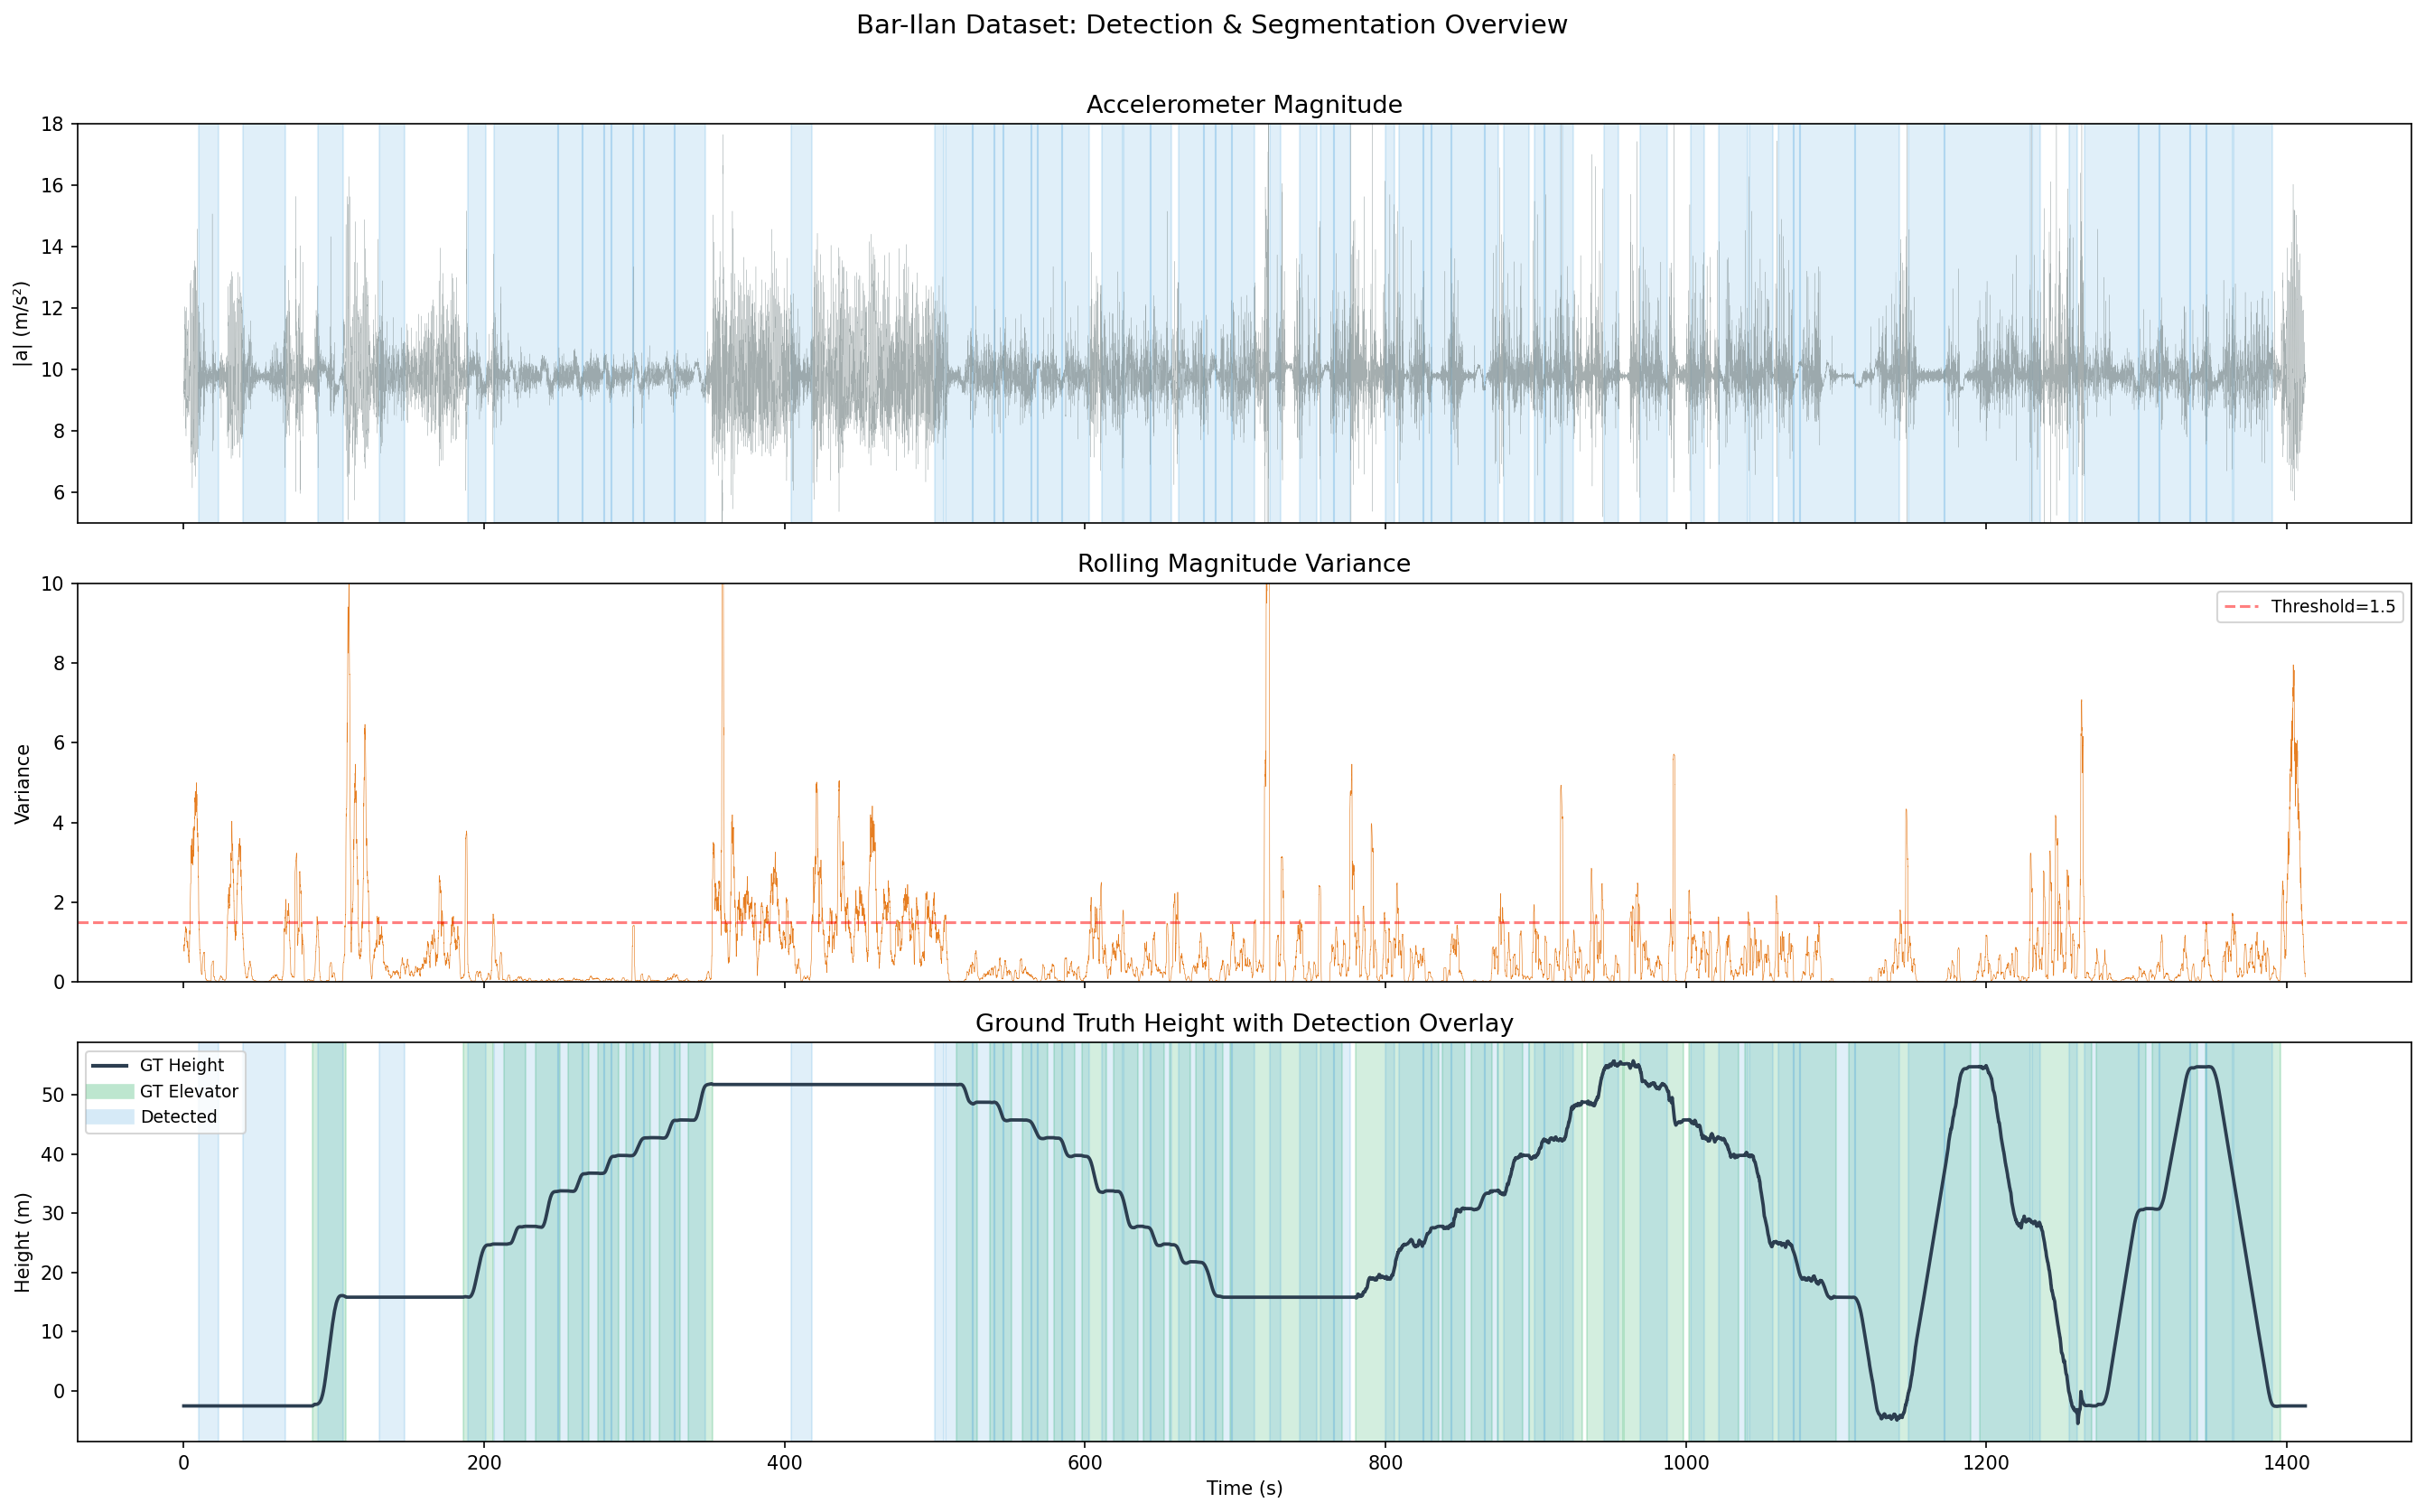 Bar-Ilan Dataset: Detection & Segmentation Overview
Accelerometer Magnitude
18
16
14
12
10
8
6
|a| (m/s²)
Rolling Magnitude Variance
10
8
6
4
2
0
Variance
Threshold=1.5
Ground Truth Height with Detection Overlay
GT Height
GT Elevator
Detected
50
40
30
20
10
0
Height (m)
0 200 400 600 800 1000 1200 1400
Time (s)